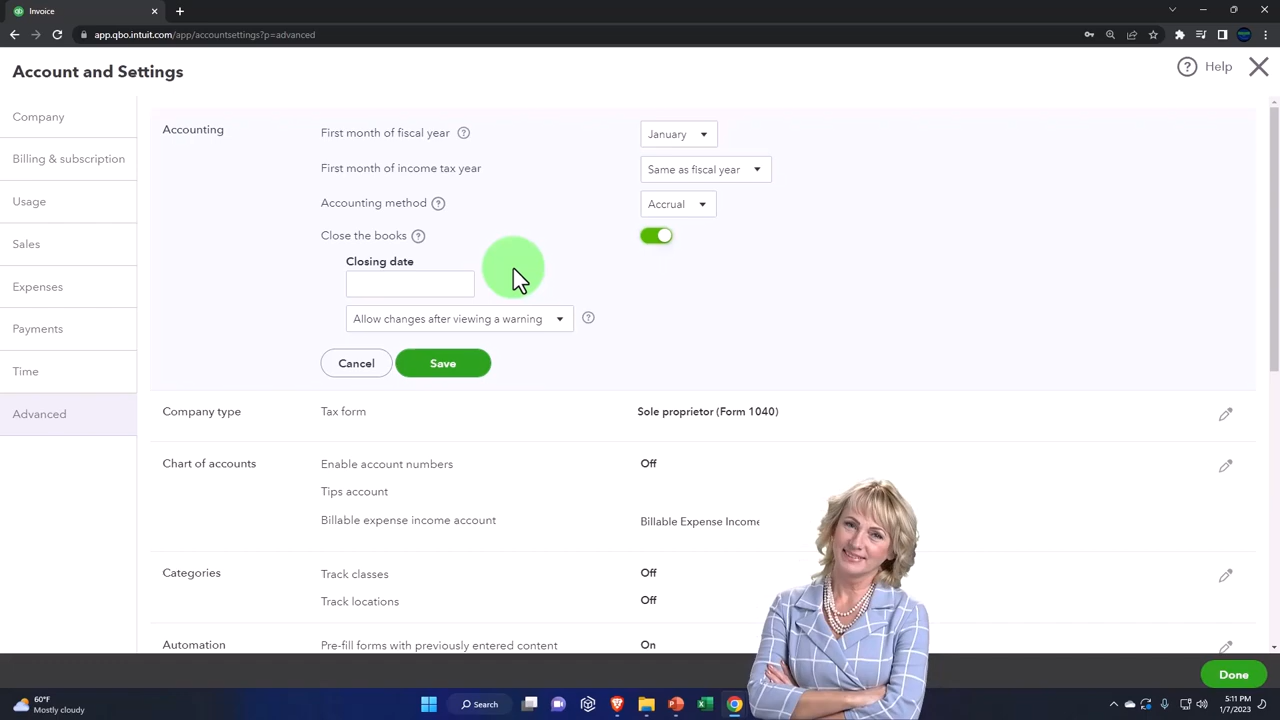 Invoice
app.qbo.intuit.com/app/accountsettings?p=advanced
Account and Settings
Help
Company
Billing & subscription
Usage
Sales
Expenses
Payments
Time
Advanced
Accounting
First month of fiscal year
January
First month of income tax year
Same as fiscal year
Accounting method
Accrual
Close the books
Closing date
Allow changes after viewing a warning
Cancel
Save
Company type
Tax form
Sole proprietor (Form 1040)
Chart of accounts
Enable account numbers
Off
Tips account
Billable expense income account
Billable Expense Income
Categories
Track classes
Off
Track locations
Off
Automation
Pre-fill forms with previously entered content
On
Done
60°F
Mostly cloudy
Search
5:11 PM
1/7/2023